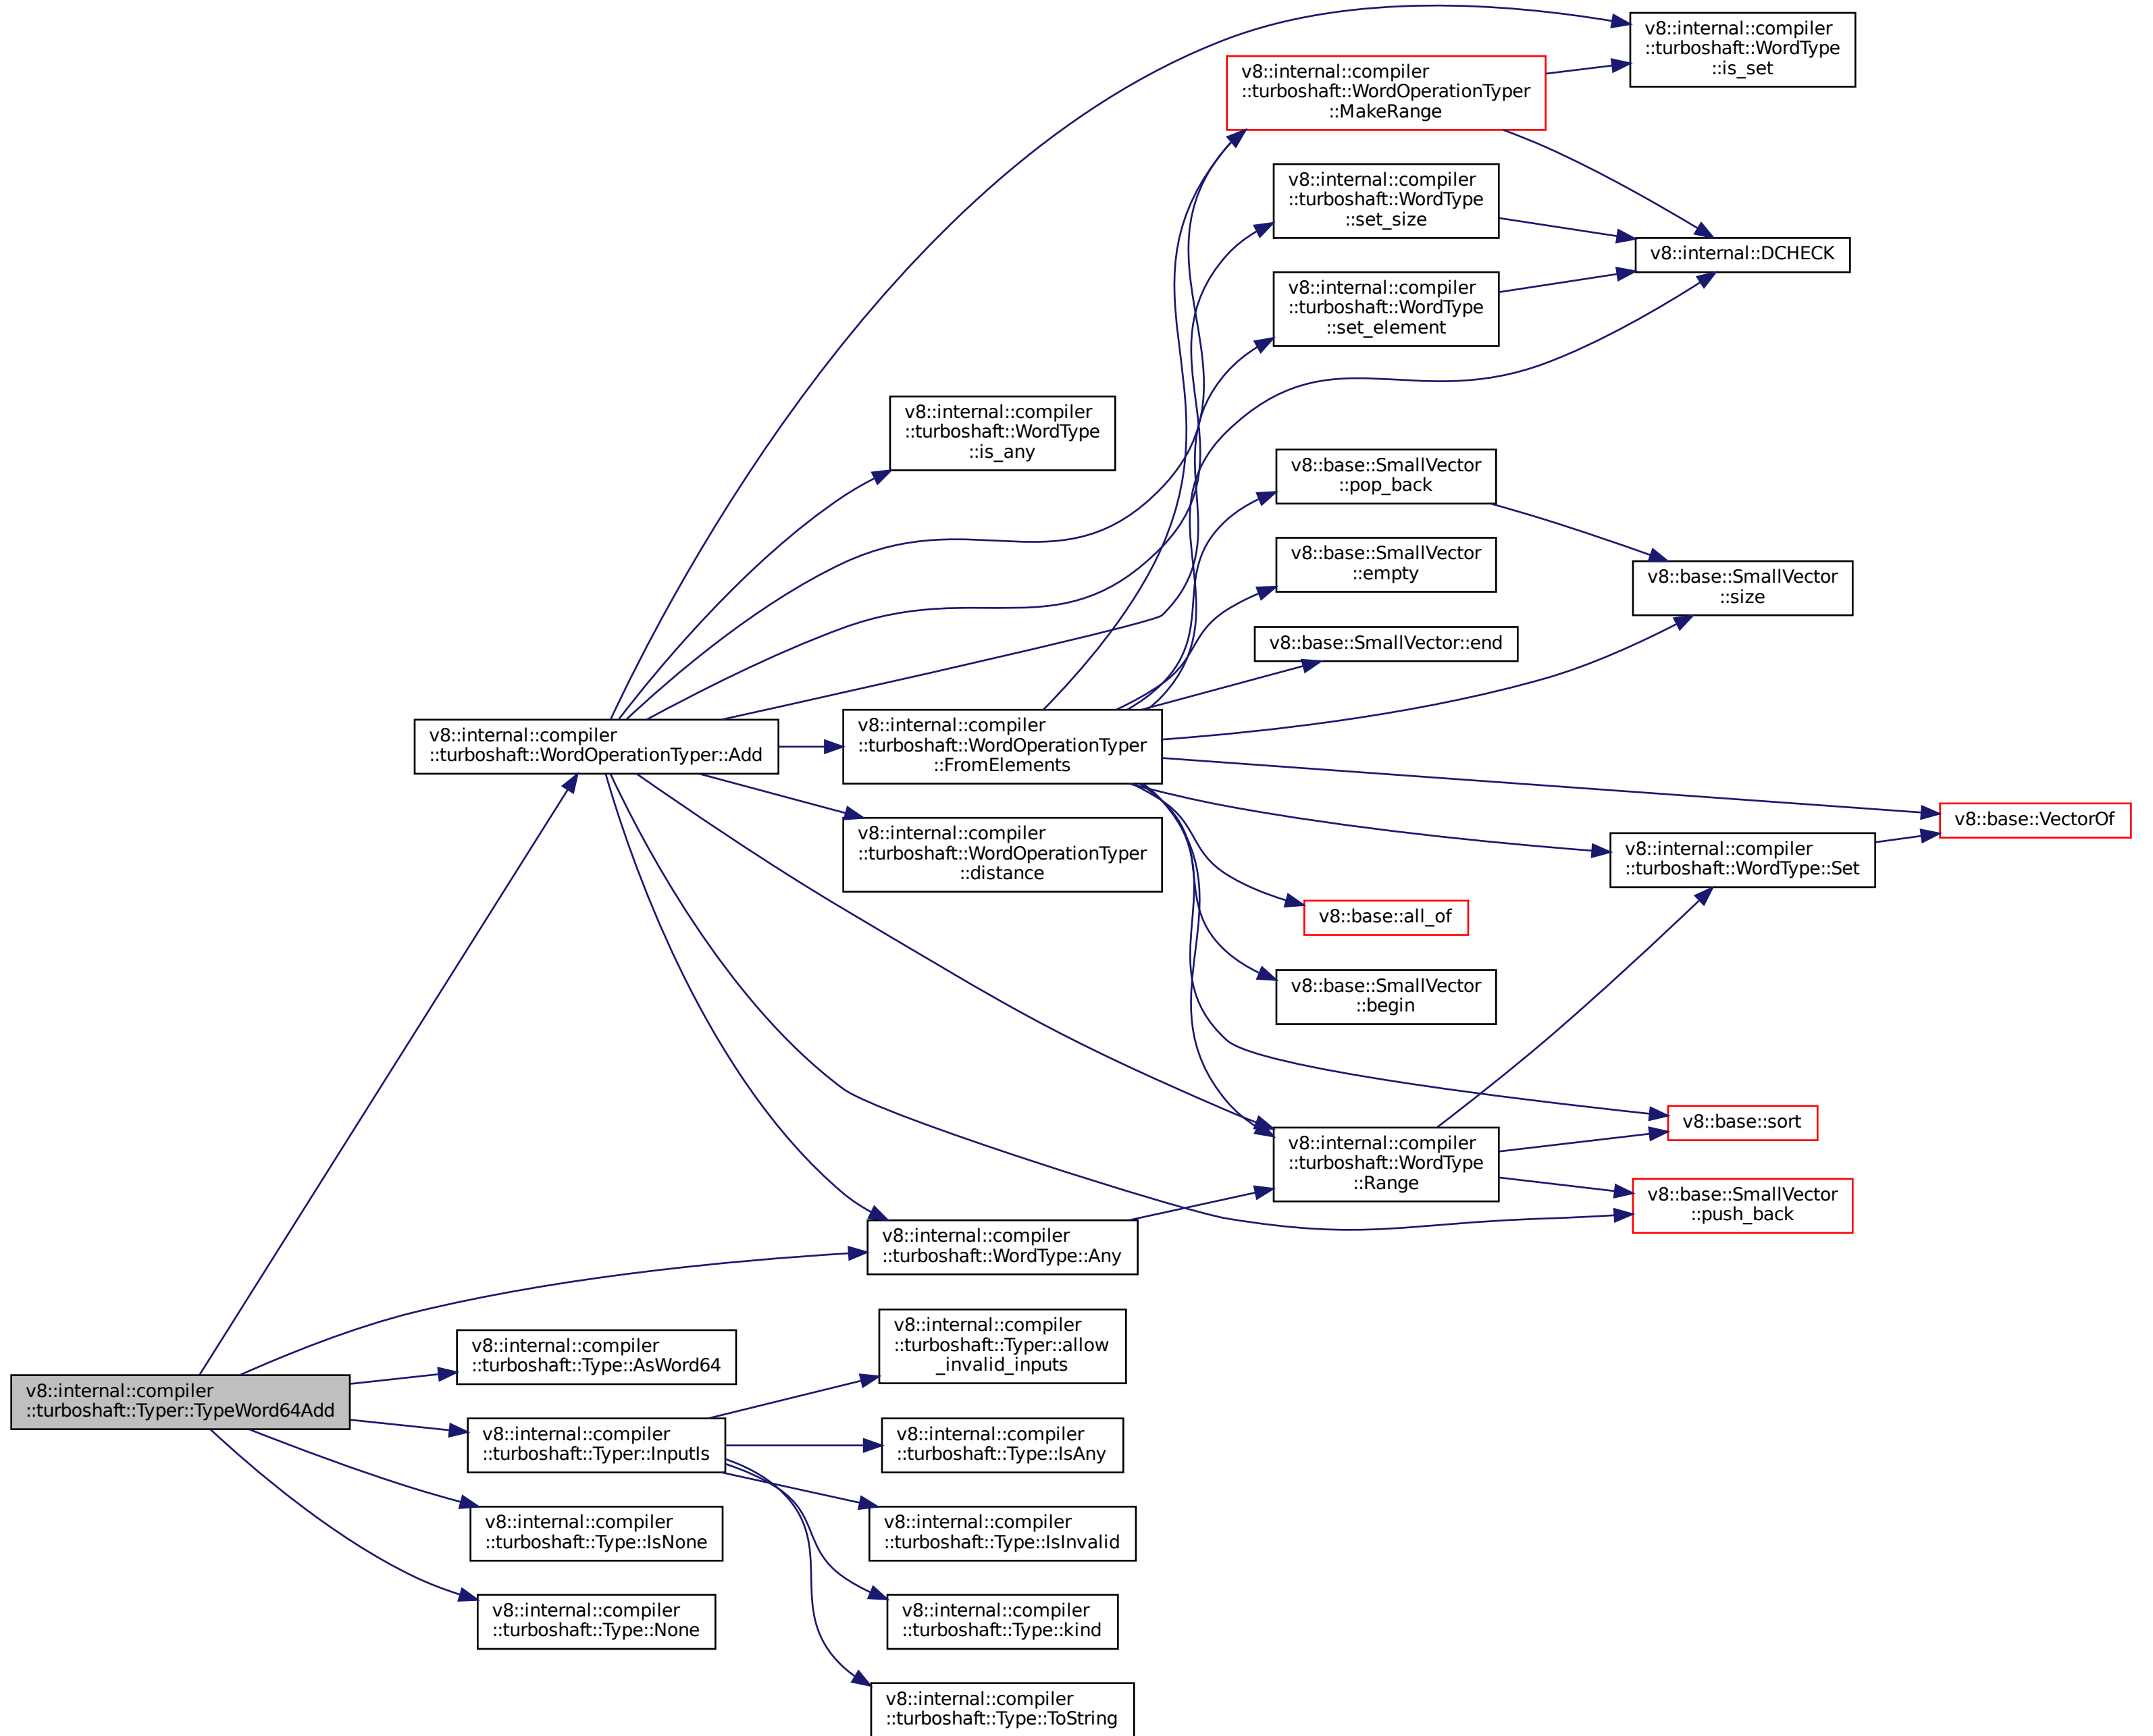 v8::internal::compiler
::turboshaft::WordType
::is_set
v8::internal::compiler
::turboshaft::WordOperationTyper
::MakeRange
v8::internal::compiler
::turboshaft::WordType
::set_size
v8::internal::DCHECK
v8::internal::compiler
::turboshaft::WordType
::set_element
v8::internal::compiler
::turboshaft::WordType
::is_any
v8::base::SmallVector
::pop_back
v8::base::SmallVector
::empty
v8::base::SmallVector
::size
v8::base::SmallVector::end
v8::internal::compiler
::turboshaft::WordOperationTyper::Add
v8::internal::compiler
::turboshaft::WordOperationTyper
::FromElements
v8::base::VectorOf
v8::internal::compiler
::turboshaft::WordOperationTyper
::distance
v8::internal::compiler
::turboshaft::WordType::Set
v8::base::all_of
v8::base::SmallVector
::begin
v8::base::sort
v8::internal::compiler
::turboshaft::WordType
::Range
v8::base::SmallVector
::push_back
v8::internal::compiler
::turboshaft::WordType::Any
v8::internal::compiler
::turboshaft::Typer::allow
_invalid_inputs
v8::internal::compiler
::turboshaft::Type::AsWord64
v8::internal::compiler
::turboshaft::Typer::TypeWord64Add
v8::internal::compiler
::turboshaft::Typer::InputIs
v8::internal::compiler
::turboshaft::Type::IsAny
v8::internal::compiler
::turboshaft::Type::IsNone
v8::internal::compiler
::turboshaft::Type::IsInvalid
v8::internal::compiler
::turboshaft::Type::None
v8::internal::compiler
::turboshaft::Type::kind
v8::internal::compiler
::turboshaft::Type::ToString